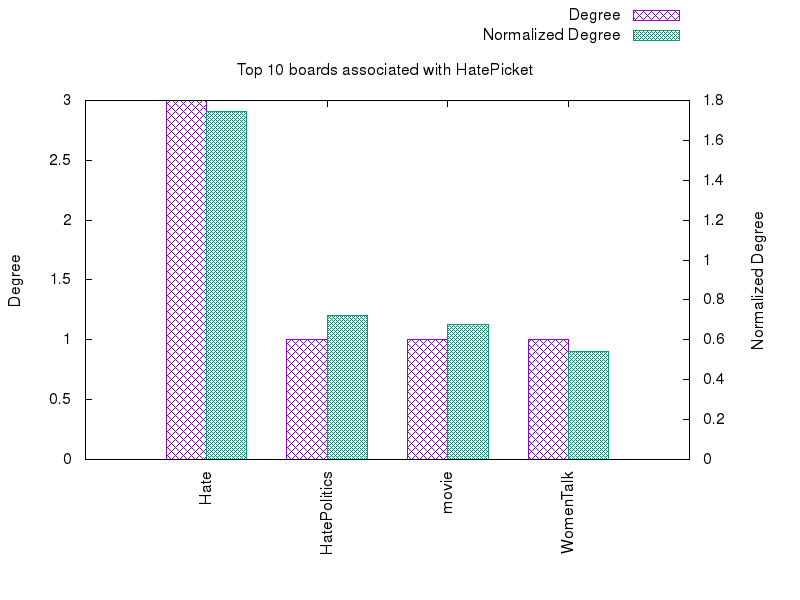 Degree
Normalized Degree
Top 10 boards associated with HatePicket
3
2.5
2
1.5
1
0.5
0
1.8
1.6
1.4
1.2
1
0.8
0.6
0.4
0.2
0
Degree
Normalized Degree
Hate
HatePolitics
movie
WomenTalk